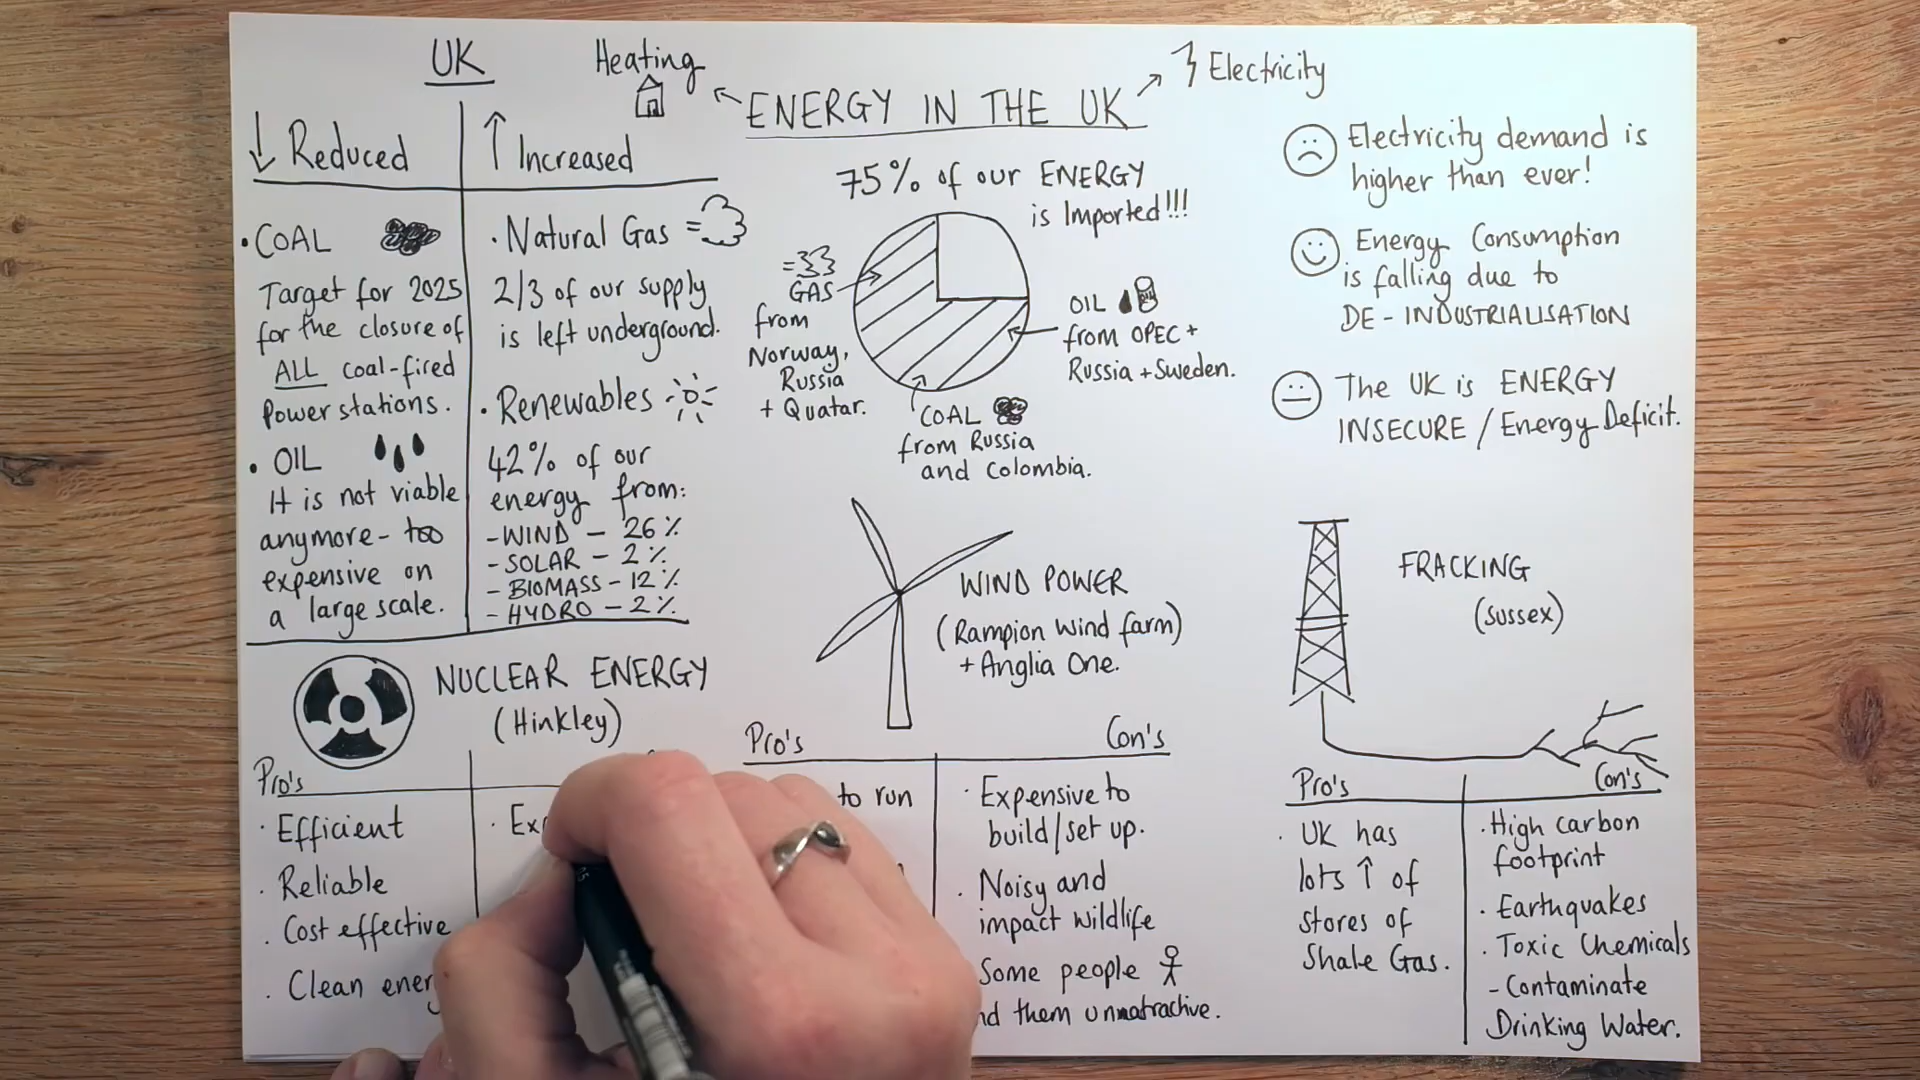 UK
Heating
ENERGY IN THE UK
Electricity
Reduced
Increased
• COAL
Target for 2025
for the closure of
ALL coal-fired
Power stations.
• OIL
It is not viable
anymore - too
expensive on
a large scale.
· Natural Gas =
2/3 of our supply
is left underground.
· Renewables
42% of our
energy from:
- WIND - 26%
- SOLAR - 2%
- BIOMASS - 12%
- HYDRO - 2%
75% of our ENERGY
is Imported!!!
GAS
from
Norway,
Russia
+ Quatar.
OIL
from OPEC +
Russia + Sweden.
COAL
from Russia
and Colombia.
Electricity demand is
higher than ever!
Energy Consumption
is falling due to
DE - INDUSTRIALISATION
The UK is ENERGY
INSECURE / Energy Deficit.
NUCLEAR ENERGY
(Hinkley)
Pro's
· Efficient
· Reliable
· Cost effective
· Clean
WIND POWER
(Rampion Wind farm)
+ Anglia One.
Pro's
Con's
to run
· Expensive to
build/set up.
· Noisy and
impact wildlife
Some people
them unnatractive.
FRACKING
(Sussex)
Pro's
Con's
· UK has
lots ↑ of
stores of
Shale Gas.
· High carbon
footprint
· Earthquakes
· Toxic Chemicals
- Contaminate
Drinking Water.